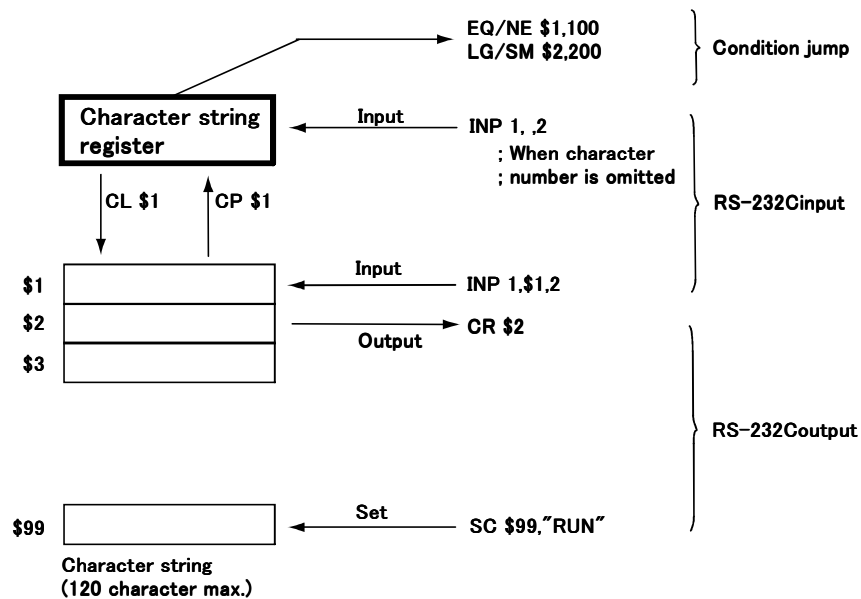 EQ/NE $1,100
LG/SM $2,200
Condition jump
Character string
register
Input
INP 1, ,2
; When character
; number is omitted
CL $1
CP $1
RS-232Cinput
$1
Input
INP 1,$1,2
$2
Output
CR $2
$3
RS-232Coutput
$99
Set
SC $99,"RUN"
Character string
(120 character max.)